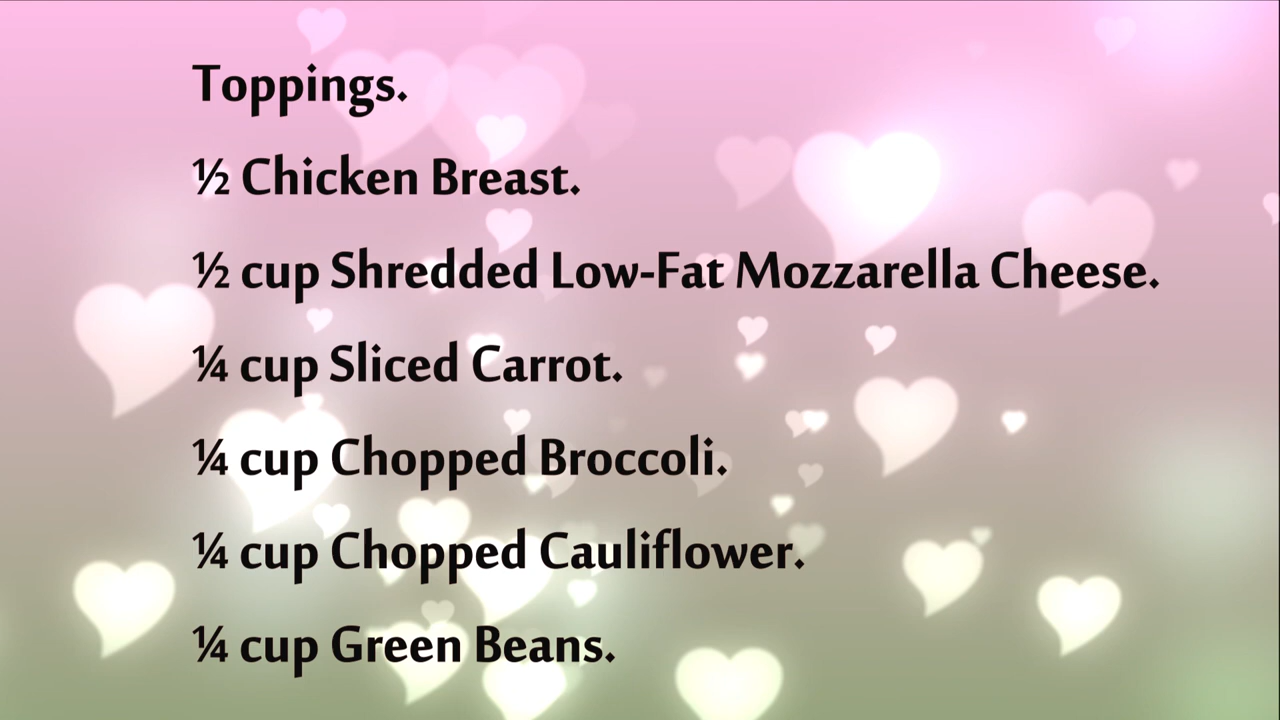 Toppings.
½ Chicken Breast.
½ cup Shredded Low-Fat Mozzarella Cheese.
¼ cup Sliced Carrot.
¼ cup Chopped Broccoli.
¼ cup Chopped Cauliflower.
¼ cup Green Beans.